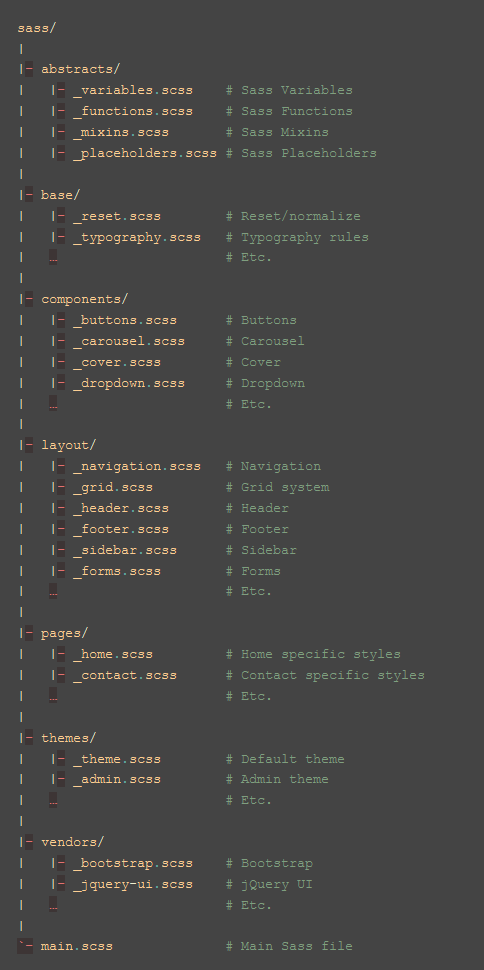 sass/
|
|- abstracts/
|   |- _variables.scss    # Sass Variables
|   |- _functions.scss    # Sass Functions
|   |- _mixins.scss       # Sass Mixins
|   |- _placeholders.scss # Sass Placeholders
|
|- base/
|   |- _reset.scss        # Reset/normalize
|   |- _typography.scss   # Typography rules
|   …                     # Etc.
|
|- components/
|   |- _buttons.scss      # Buttons
|   |- _carousel.scss     # Carousel
|   |- _cover.scss        # Cover
|   |- _dropdown.scss     # Dropdown
|   …                     # Etc.
|
|- layout/
|   |- _navigation.scss   # Navigation
|   |- _grid.scss         # Grid system
|   |- _header.scss       # Header
|   |- _footer.scss       # Footer
|   |- _sidebar.scss      # Sidebar
|   |- _forms.scss        # Forms
|   …                     # Etc.
|
|- pages/
|   |- _home.scss         # Home specific styles
|   |- _contact.scss      # Contact specific styles
|   …                     # Etc.
|
|- themes/
|   |- _theme.scss        # Default theme
|   |- _admin.scss        # Admin theme
|   …                     # Etc.
|
|- vendors/
|   |- _bootstrap.scss    # Bootstrap
|   |- _jquery-ui.scss    # jQuery UI
|   …                     # Etc.
|
`- main.scss              # Main Sass file